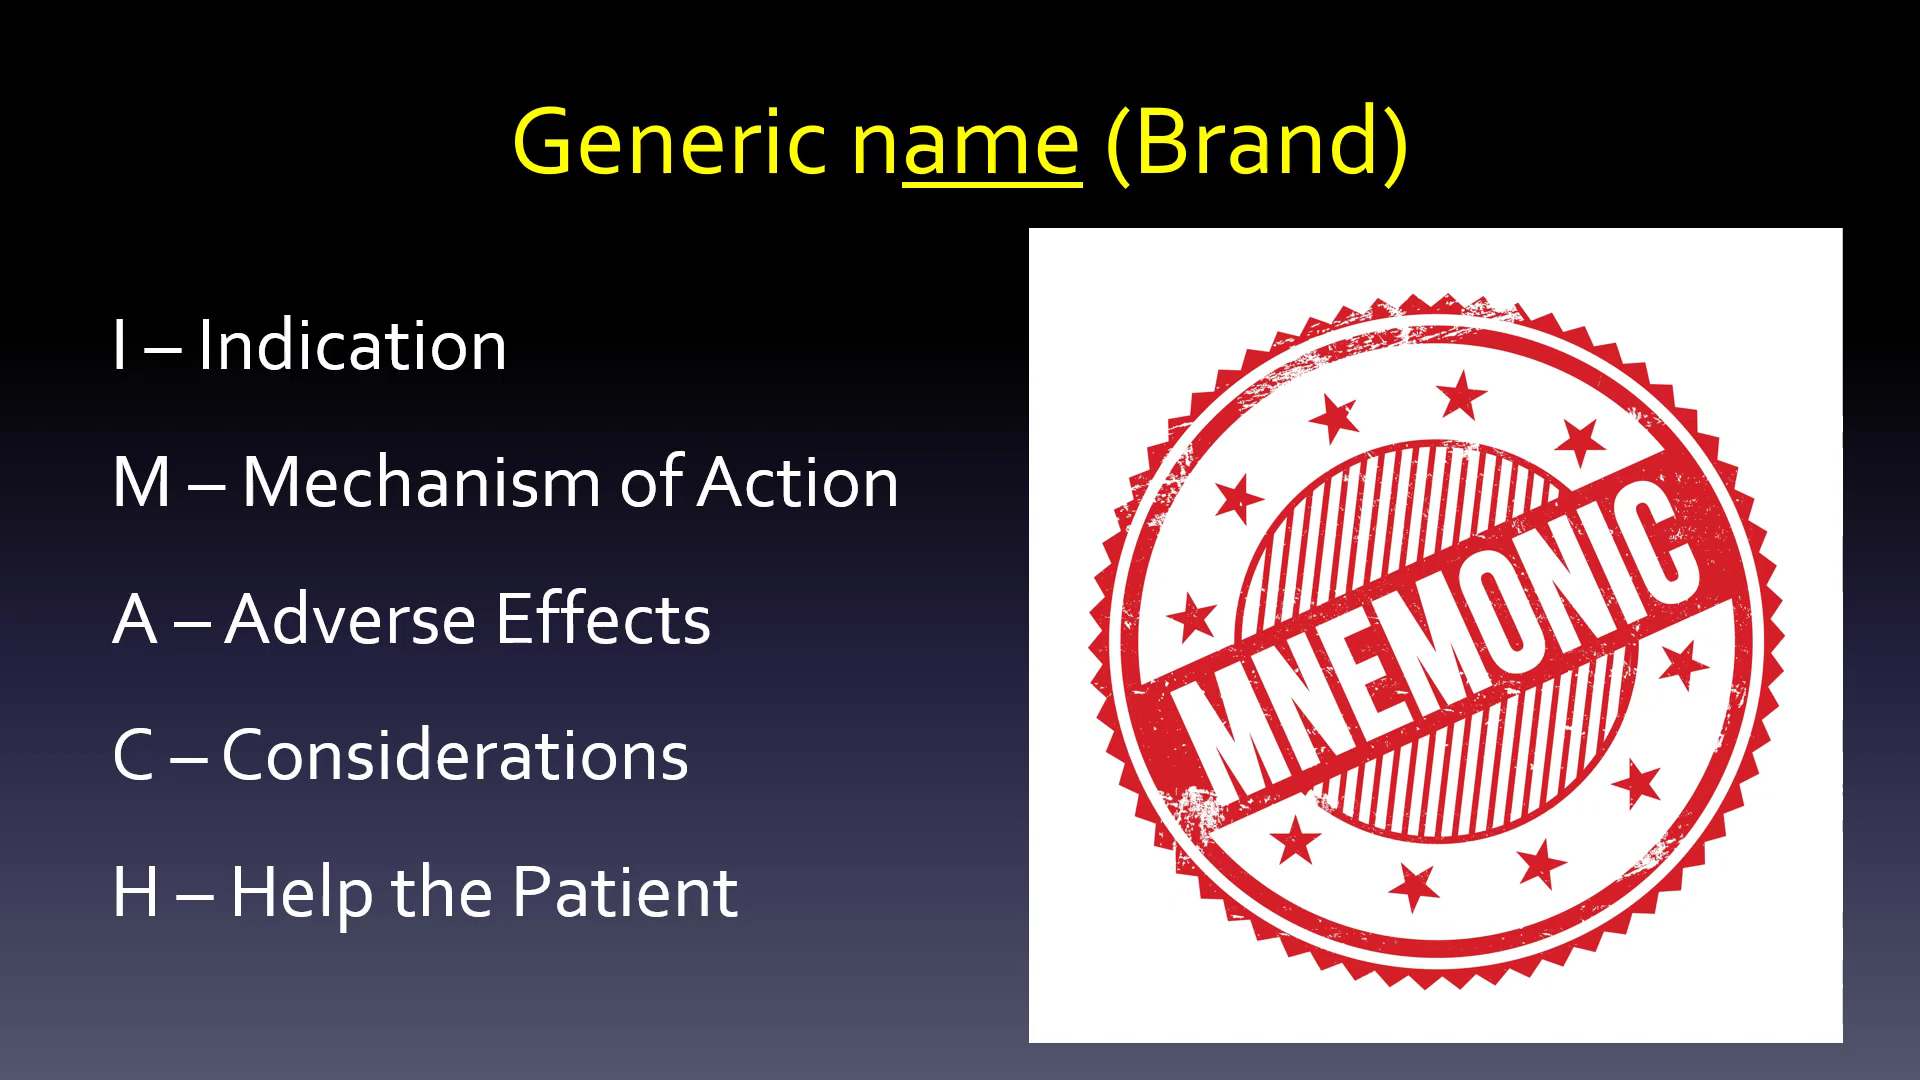 Generic name (Brand)
I – Indication
M – Mechanism of Action
A – Adverse Effects
C – Considerations
H – Help the Patient
MNEMONIC